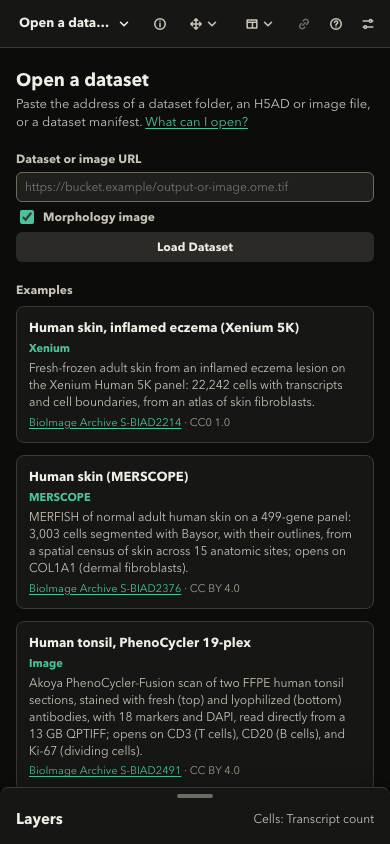 Open a data...
Open a dataset
Paste the address of a dataset folder, an H5AD or image file,
or a dataset manifest. What can I open?
Dataset or image URL
https://bucket.example/output-or-image.ome.tif
Morphology image
Load Dataset
Examples
Human skin, inflamed eczema (Xenium 5K)
Xenium
Fresh-frozen adult skin from an inflamed eczema lesion on
the Xenium Human 5K panel: 22,242 cells with transcripts
and cell boundaries, from an atlas of skin fibroblasts.
BioImage Archive S-BIAD2214 · CC0 1.0
Human skin (MERSCOPE)
MERSCOPE
MERFISH of normal adult human skin on a 499-gene panel:
3,003 cells segmented with Baysor, with their outlines, from
a spatial census of skin across 15 anatomic sites; opens on
COL1A1 (dermal fibroblasts).
BioImage Archive S-BIAD2376 · CC BY 4.0
Human tonsil, PhenoCycler 19-plex
Image
Akoya PhenoCycler-Fusion scan of two FFPE human tonsil
sections, stained with fresh (top) and lyophilized (bottom)
antibodies, with 18 markers and DAPI, read directly from a
13 GB QPTIFF; opens on CD3 (T cells), CD20 (B cells), and
Ki-67 (dividing cells).
BioImage Archive S-BIAD2491 · CC BY 4.0
Layers
Cells: Transcript count